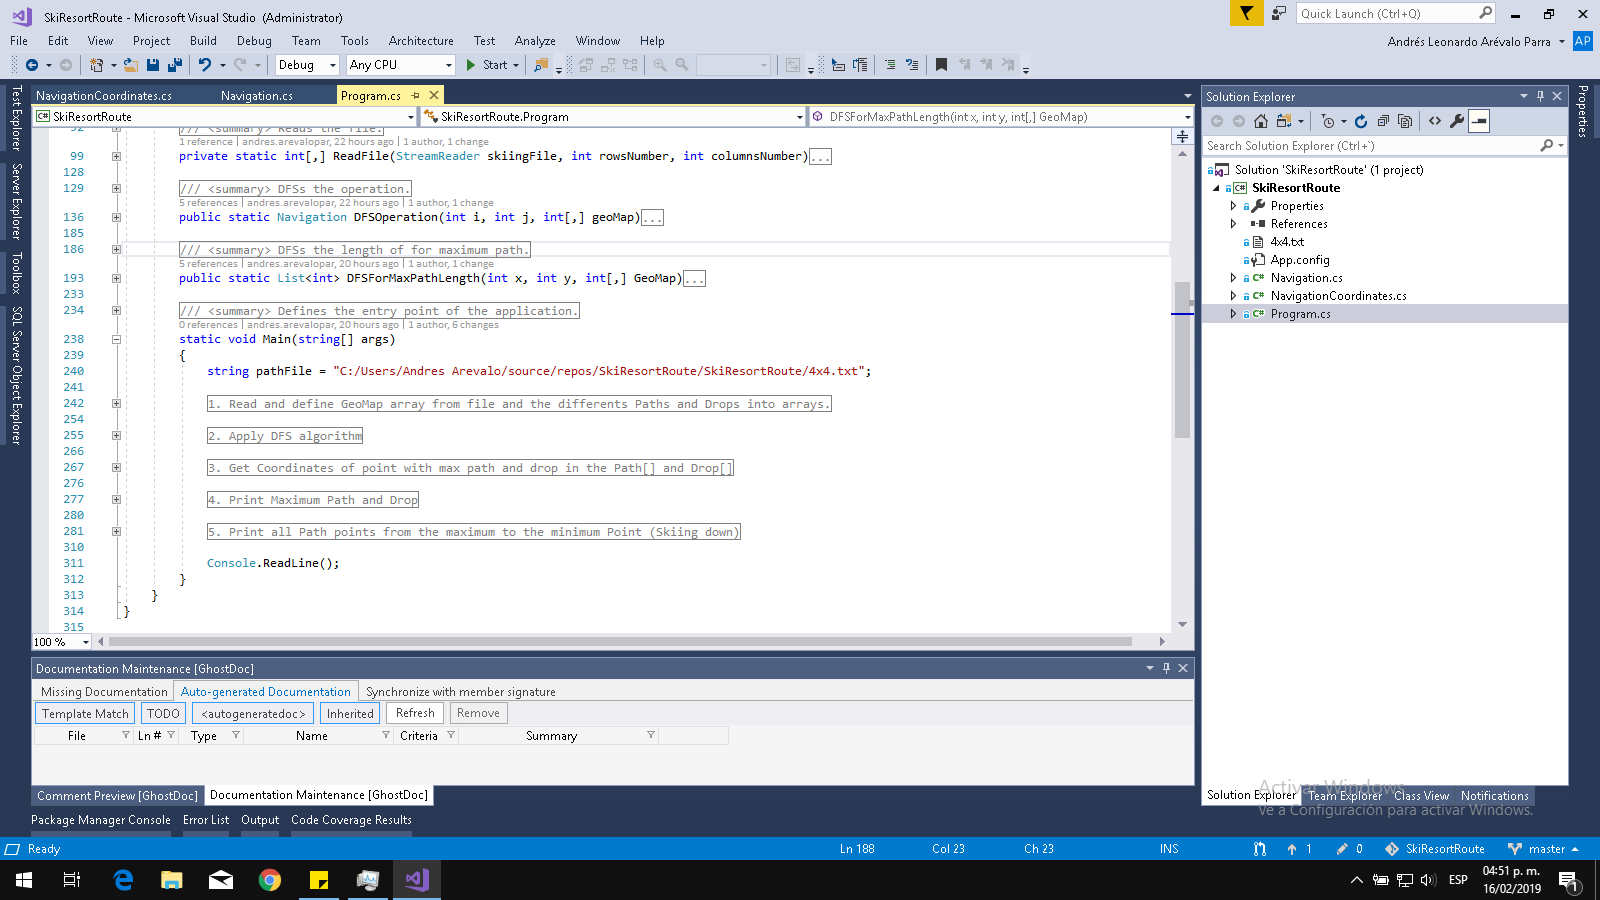 SkiResortRoute - Microsoft Visual Studio (Administrator)
Quick Launch (Ctrl+Q)
File Edit View Project Build Debug Team Tools Architecture Test Analyze Window Help
Andrés Leonardo Arévalo Parra AP
Debug Any CPU Start
Test Explorer
Server Explorer
Toolbox
SQL Server Object Explorer
NavigationCoordinates.cs Navigation.cs Program.cs
SkiResortRoute SkiResortRoute.Program DFSForMaxPathLength(int x, int y, int[,] GeoMap)
92 /// <summary> Reads the file.
1 reference | andres.arevalopar, 22 hours ago | 1 author, 1 change
99 private static int[,] ReadFile(StreamReader skiingFile, int rowsNumber, int columnsNumber)...
128
129 /// <summary> DFSs the operation.
5 references | andres.arevalopar, 22 hours ago | 1 author, 1 change
136 public static Navigation DFSOperation(int i, int j, int[,] geoMap)...
185
186 /// <summary> DFSs the length of for maximum path.
5 references | andres.arevalopar, 20 hours ago | 1 author, 1 change
193 public static List<int> DFSForMaxPathLength(int x, int y, int[,] GeoMap)...
233
234 /// <summary> Defines the entry point of the application.
0 references | andres.arevalopar, 20 hours ago | 1 author, 6 changes
238 static void Main(string[] args)
239 {
240 string pathFile = "C:/Users/Andres Arevalo/source/repos/SkiResortRoute/SkiResortRoute/4x4.txt";
241
242 1. Read and define GeoMap array from file and the differents Paths and Drops into arrays.
254
255 2. Apply DFS algorithm
266
267 3. Get Coordinates of point with max path and drop in the Path[] and Drop[]
276
277 4. Print Maximum Path and Drop
280
281 5. Print all Path points from the maximum to the minimum Point (Skiing down)
310
311 Console.ReadLine();
312 }
313 }
314 }
315
100 %
Solution Explorer
Search Solution Explorer (Ctrl+´)
Solution 'SkiResortRoute' (1 project)
SkiResortRoute
Properties
References
4x4.txt
App.config
Navigation.cs
NavigationCoordinates.cs
Program.cs
Properties
Documentation Maintenance [GhostDoc]
Missing Documentation Auto-generated Documentation Synchronize with member signature
Template Match TODO <autogeneratedoc> Inherited Refresh Remove
File Ln # Type Name Criteria Summary
Comment Preview [GhostDoc] Documentation Maintenance [GhostDoc]
Solution Explorer Team Explorer Class View Notifications
Activar Windows
Ve a Configuración para activar Windows.
Package Manager Console Error List Output Code Coverage Results
Ready Ln 188 Col 23 Ch 23 INS 1 0 SkiResortRoute master
ESP 04:51 p. m.
16/02/2019
1